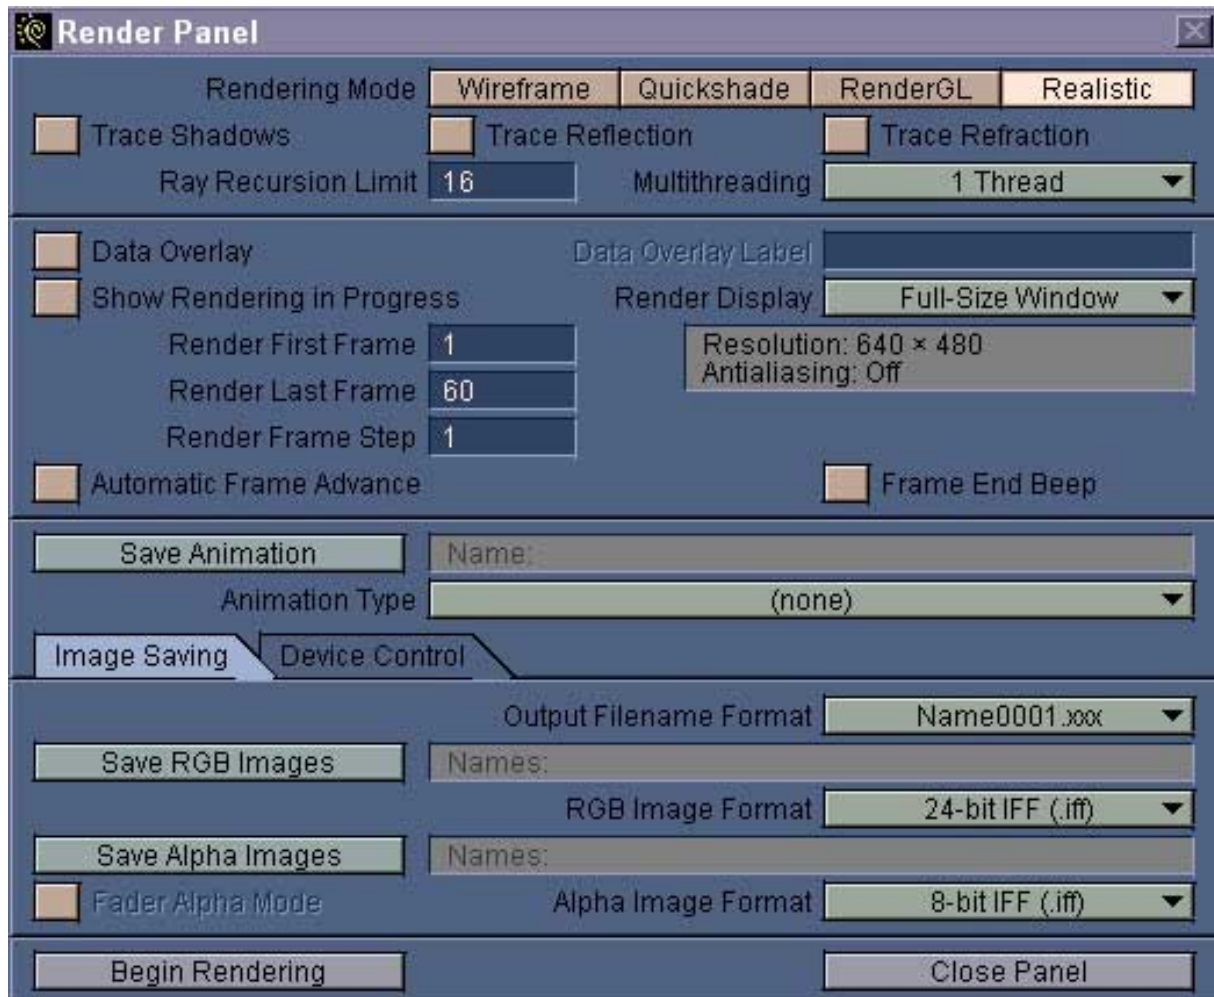 Render Panel
Rendering Mode Wireframe Quickshade RenderGL Realistic
Trace Shadows Trace Reflection Trace Refraction
Ray Recursion Limit 16 Multithreading 1 Thread
Data Overlay Data Overlay Label
Show Rendering in Progress Render Display Full-Size Window
Render First Frame 1 Resolution: 640 × 480
Antialiasing: Off
Render Last Frame 60
Render Frame Step 1
Automatic Frame Advance Frame End Beep
Save Animation Name:
Animation Type (none)
Image Saving Device Control
Output Filename Format Name0001.xxx
Save RGB Images Names:
RGB Image Format 24-bit IFF (.iff)
Save Alpha Images Names:
Fader Alpha Mode Alpha Image Format 8-bit IFF (.iff)
Begin Rendering Close Panel